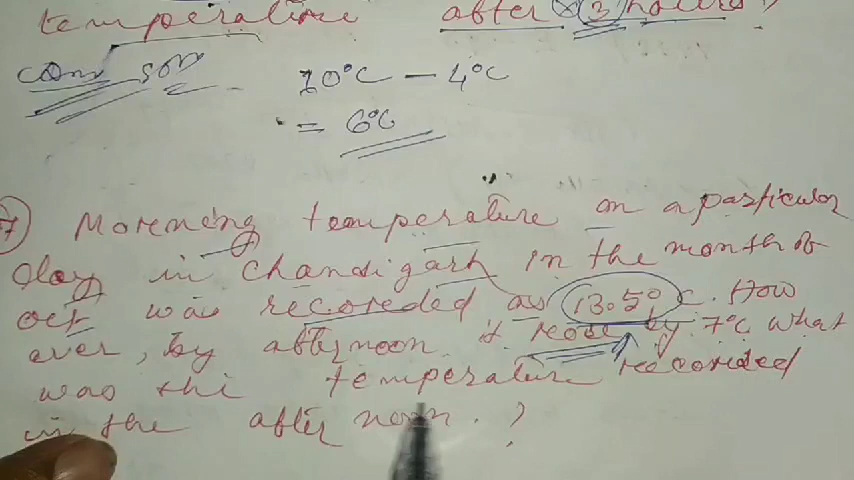 temperature after 3 hours?
son 10°C – 4°C
= 6°C
7 Morening temperature on a particular
day in chandigarh in the month of
oct was recoreded as 13.5°C. How
ever, by afternoon it rose by 7°C what
was the temperature recoreded
in the after noon.?